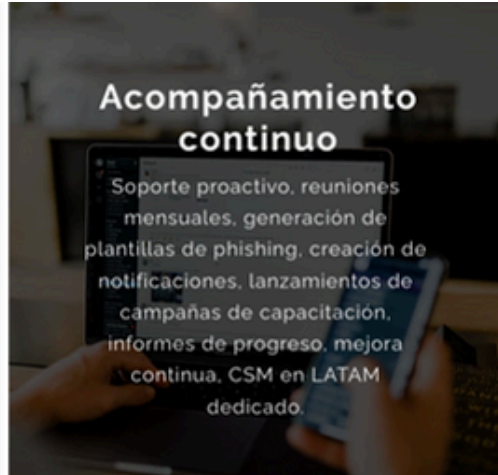 Acompañamiento
continuo
Soporte proactivo, reuniones
mensuales, generación de
plantillas de phishing, creación de
notificaciones, lanzamientos de
campañas de capacitación,
informes de progreso, mejora
continua, CSM en LATAM
dedicado.